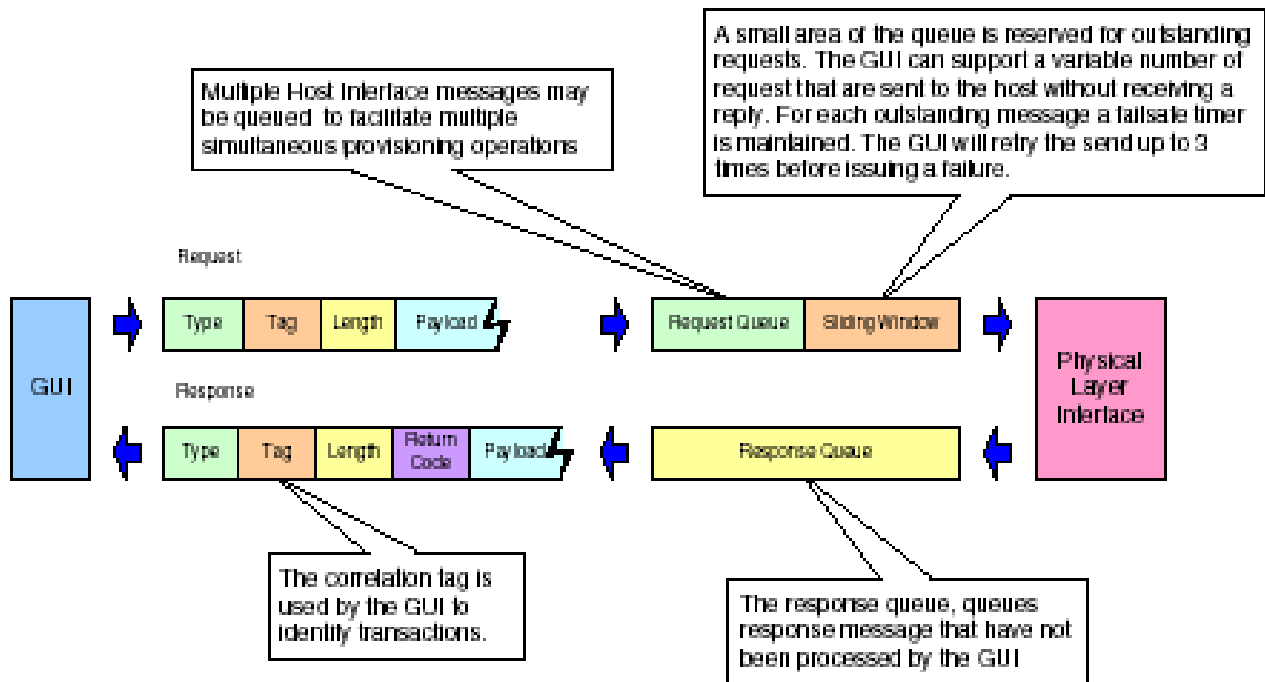 A small area of the queue is reserved for outstanding
requests. The GUI can support a variable number of
request that are sent to the host without receiving a
reply. For each outstanding message a failsafe timer
is maintained. The GUI will retry the send up to 3
times before issuing a failure.
Multiple Host Interface messages may
be queued to facilitate multiple
simultaneous provisioning operations
Request
GUI
Type
Tag
Length
Payload
Request Queue
Sliding Window
Physical
Layer
Interface
Response
Type
Tag
Length
Return
Code
Payload
Response Queue
The correlation tag is
used by the GUI to
identify transactions.
The response queue, queues
response message that have not
been processed by the GUI